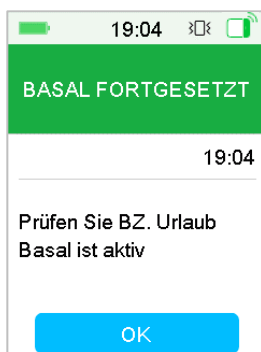 19:04
BASAL FORTGESETZT
19:04
Prüfen Sie BZ. Urlaub
Basal ist aktiv
OK